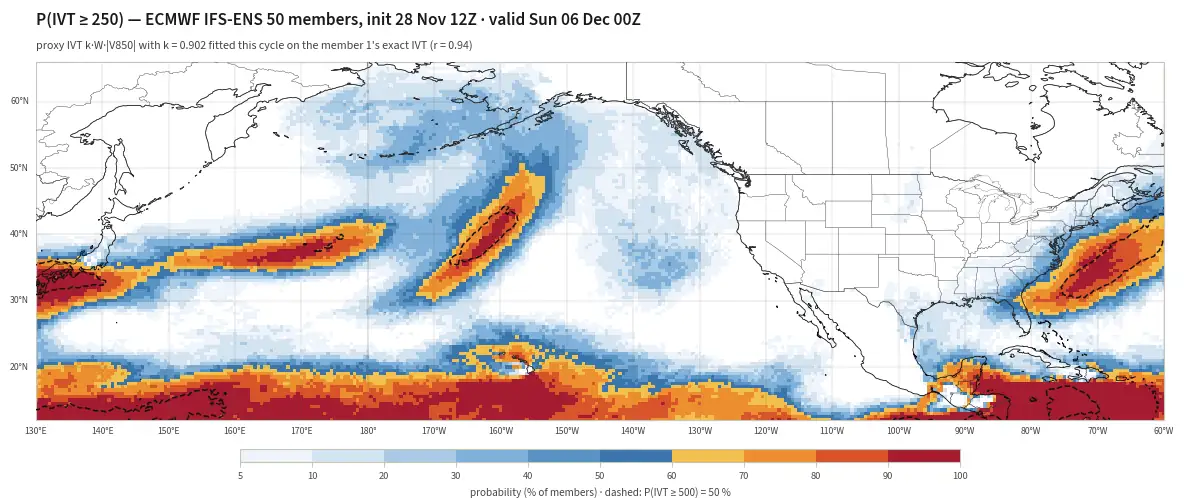 P(IVT ≥ 250) — ECMWF IFS-ENS 50 members, init 28 Nov 12Z · valid Sun 06 Dec 00Z
proxy IVT k·W·|V850| with k = 0.902 fitted this cycle on the member 1's exact IVT (r = 0.94)
60°N
50°N
40°N
30°N
20°N
130°E 140°E 150°E 160°E 170°E 180° 170°W 160°W 150°W 140°W 130°W 120°W 110°W 100°W 90°W 80°W 70°W 60°W
5 10 20 30 40 50 60 70 80 90 100
probability (% of members) · dashed: P(IVT ≥ 500) = 50 %